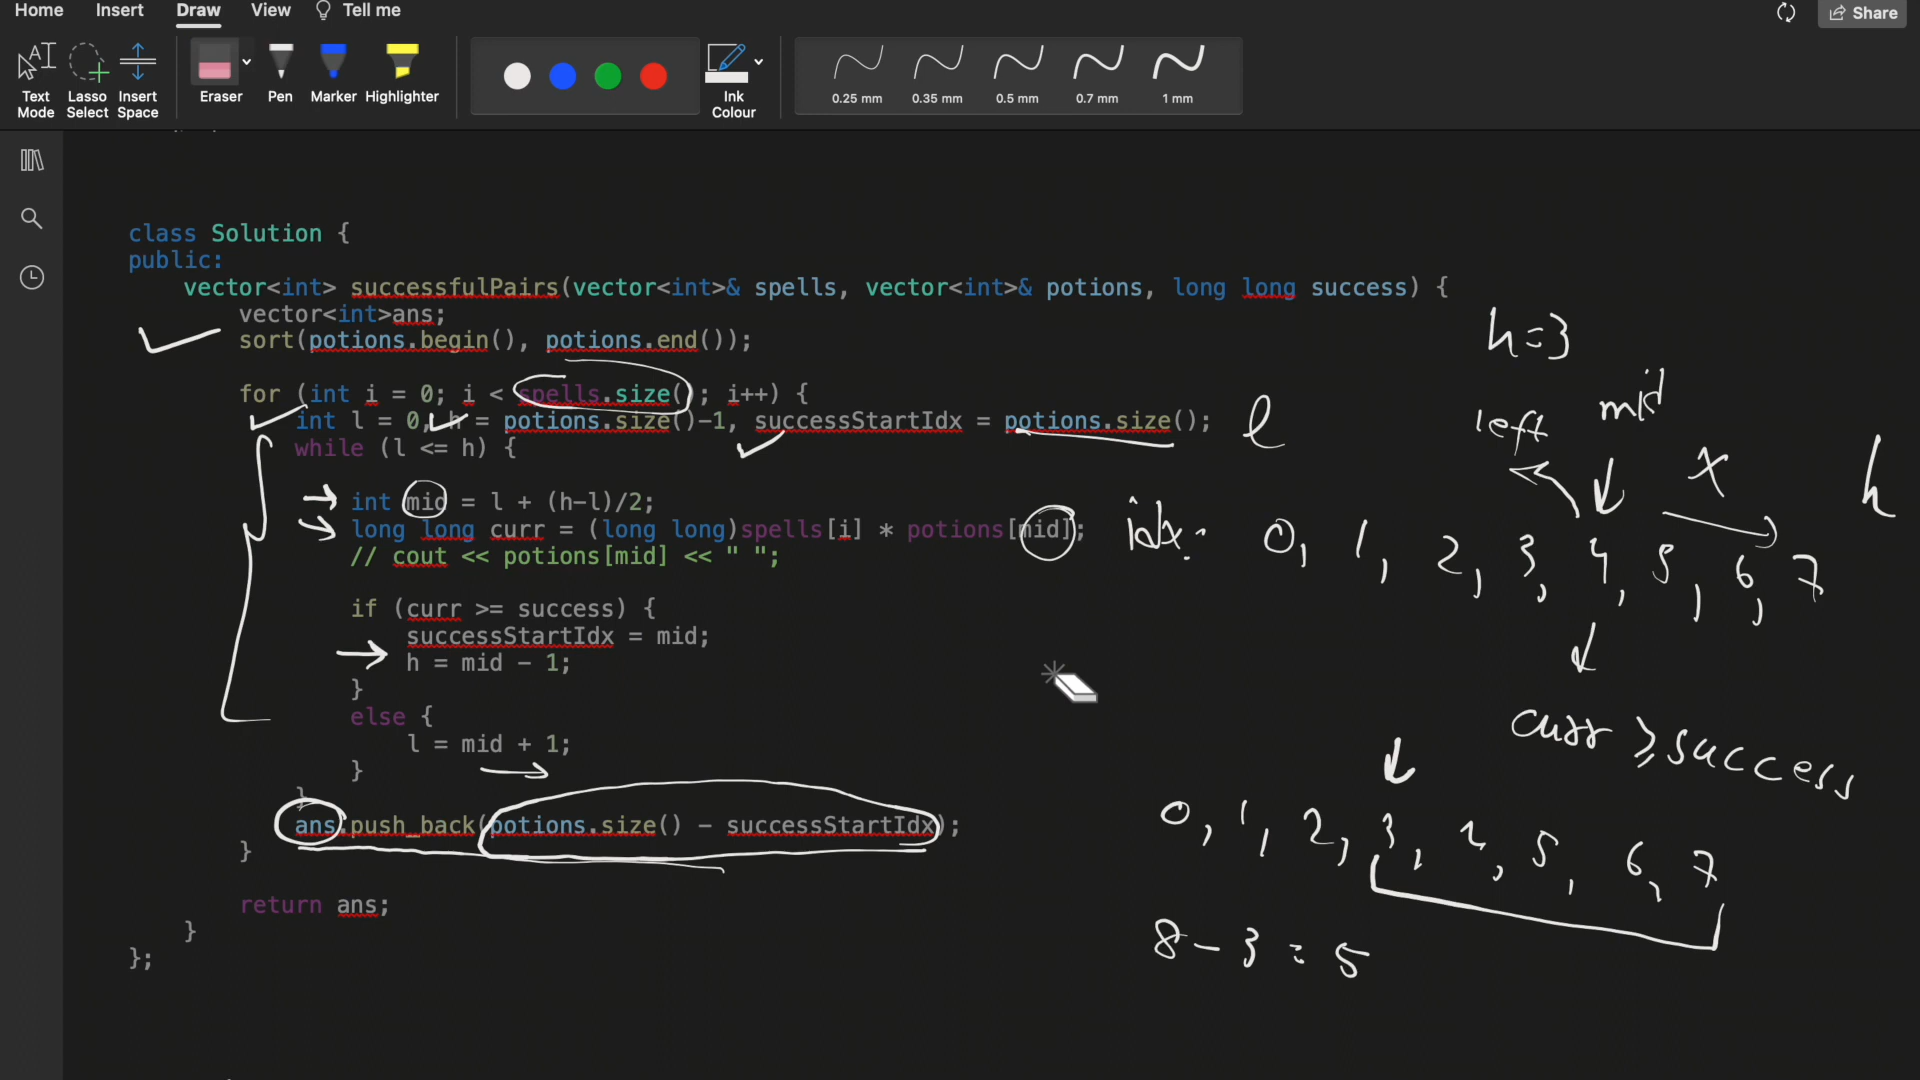 Home Insert Draw View Tell me Share
Text Mode
Lasso Select
Insert Space
Eraser
Pen
Marker
Highlighter
Ink Colour
0.25 mm
0.35 mm
0.5 mm
0.7 mm
1 mm
class Solution {
public:
vector<int> successfulPairs(vector<int>& spells, vector<int>& potions, long long success) {
vector<int>ans;
sort(potions.begin(), potions.end());
for (int i = 0; i < spells.size(); i++) {
int l = 0, h = potions.size()-1, successStartIdx = potions.size();
while (l <= h) {
int mid = l + (h-l)/2;
long long curr = (long long)spells[i] * potions[mid];
// cout << potions[mid] << " ";
if (curr >= success) {
successStartIdx = mid;
h = mid - 1;
}
else {
l = mid + 1;
}
}
ans.push_back(potions.size() - successStartIdx);
}
return ans;
}
};
h=3
l left mid x h
idx: 0, 1, 2, 3, 4, 5, 6, 7
curr ≥ success
0, 1, 2, 3, 4, 5, 6, 7
8 - 3 = 5